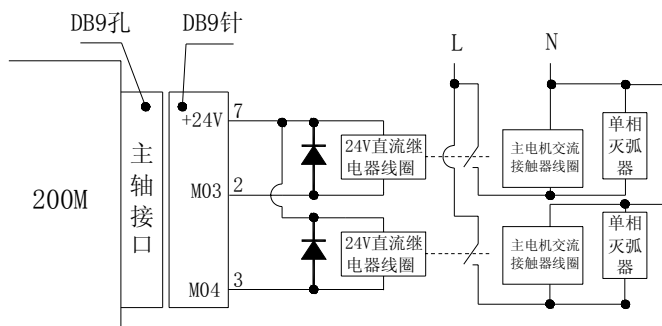 DB9孔
DB9针
L
N
+24V
7
24V直流继
电器线圈
主电机交流
接触器线圈
单相
灭弧
器
主轴接口
200M
M03
2
24V直流继
电器线圈
主电机交流
接触器线圈
单相
灭弧
器
M04
3